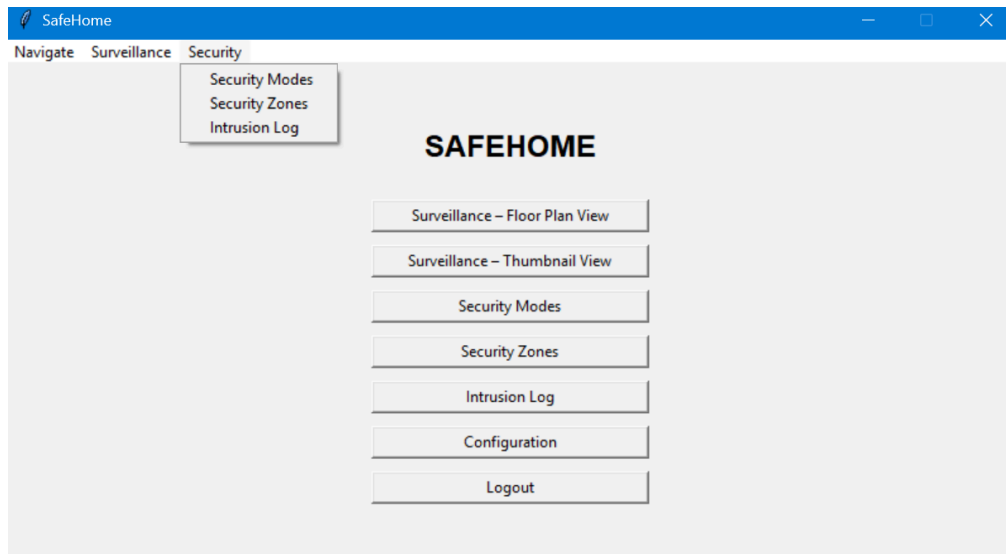 SafeHome
Navigate Surveillance Security
Security Modes
Security Zones
Intrusion Log
SAFEHOME
Surveillance – Floor Plan View
Surveillance – Thumbnail View
Security Modes
Security Zones
Intrusion Log
Configuration
Logout